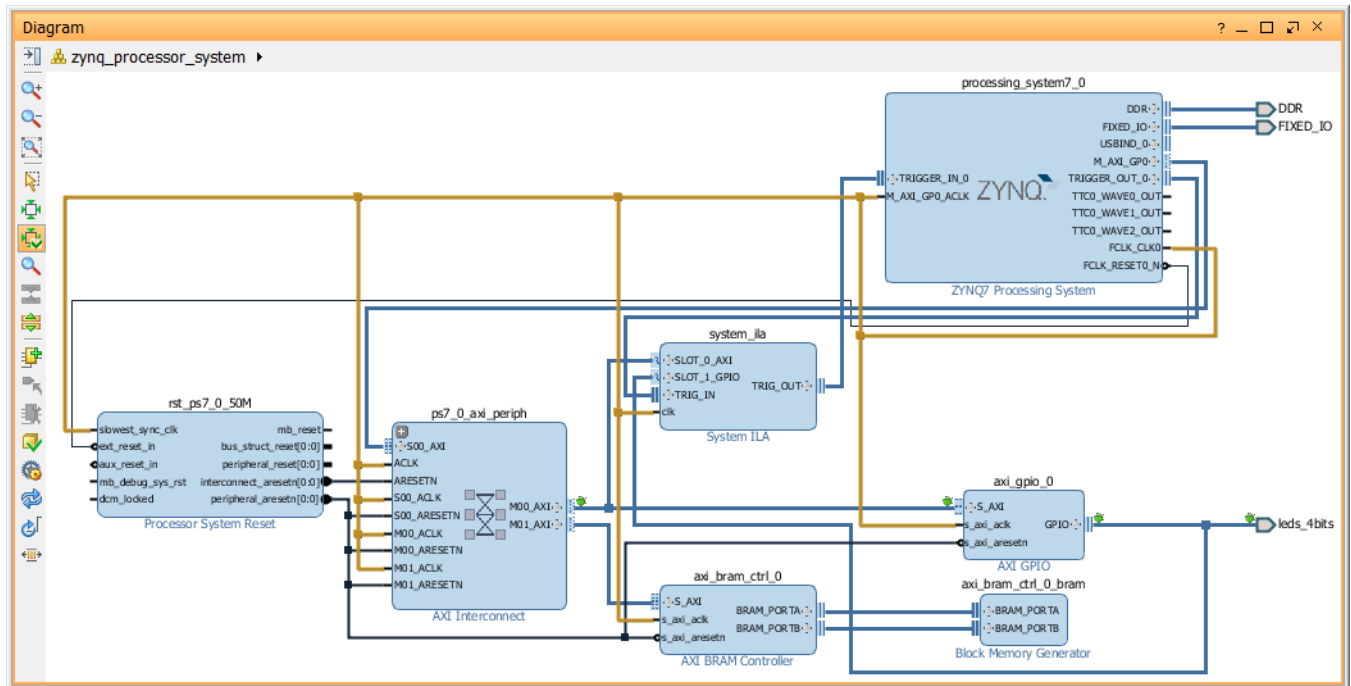 Diagram
zynq_processor_system
processing_system7_0
DDR
FIXED_IO
USBIND_0
M_AXI_GP0
TRIGGER_IN_0
TRIGGER_OUT_0
M_AXI_GP0_ACLK
ZYNQ
TTC0_WAVE0_OUT
TTC0_WAVE1_OUT
TTC0_WAVE2_OUT
FCLK_CLK0
FCLK_RESET0_N
ZYNQ7 Processing System
DDR
FIXED_IO
system_ila
SLOT_0_AXI
SLOT_1_GPIO
TRIG_IN
clk
TRIG_OUT
System ILA
rst_ps7_0_50M
slowest_sync_clk
ext_reset_in
aux_reset_in
mb_debug_sys_rst
dcm_locked
mb_reset
bus_struct_reset[0:0]
peripheral_reset[0:0]
interconnect_aresetn[0:0]
peripheral_aresetn[0:0]
Processor System Reset
ps7_0_axi_periph
S00_AXI
ACLK
ARESETN
S00_ACLK
S00_ARESETN
M00_ACLK
M00_ARESETN
M01_ACLK
M01_ARESETN
M00_AXI
M01_AXI
AXI Interconnect
axi_gpio_0
S_AXI
s_axi_aclk
s_axi_aresetn
GPIO
AXI GPIO
leds_4bits
axi_bram_ctrl_0
S_AXI
s_axi_aclk
s_axi_aresetn
BRAM_PORTA
BRAM_PORTB
AXI BRAM Controller
axi_bram_ctrl_0_bram
BRAM_PORTA
BRAM_PORTB
Block Memory Generator